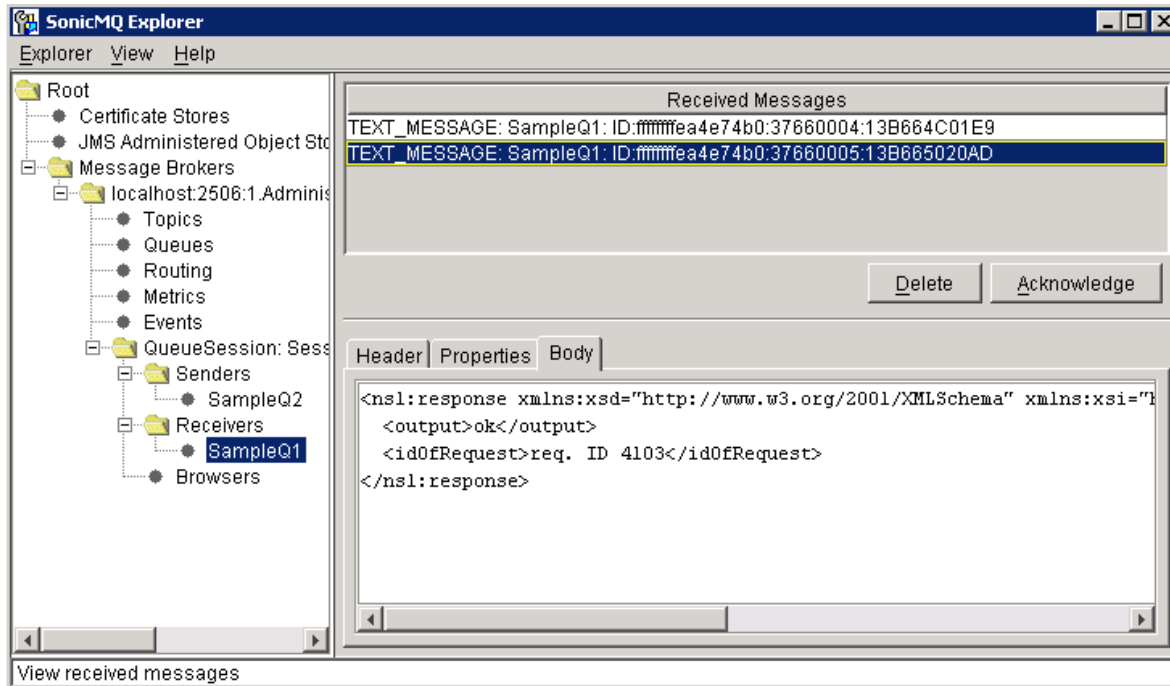 SonicMQ Explorer
Explorer View Help
Root
Certificate Stores
JMS Administered Object Sto
Message Brokers
localhost:2506:1.Adminis
Topics
Queues
Routing
Metrics
Events
QueueSession: Sess
Senders
SampleQ2
Receivers
SampleQ1
Browsers
Received Messages
TEXT_MESSAGE: SampleQ1: ID:ffffffffea4e74b0:37660004:13B664C01E9
TEXT_MESSAGE: SampleQ1: ID:ffffffffea4e74b0:37660005:13B665020AD
Delete Acknowledge
Header Properties Body
<nsl:response xmlns:xsd="http://www.w3.org/2001/XMLSchema" xmlns:xsi="h
<output>ok</output>
<idOfRequest>req. ID 4103</idOfRequest>
</nsl:response>
View received messages